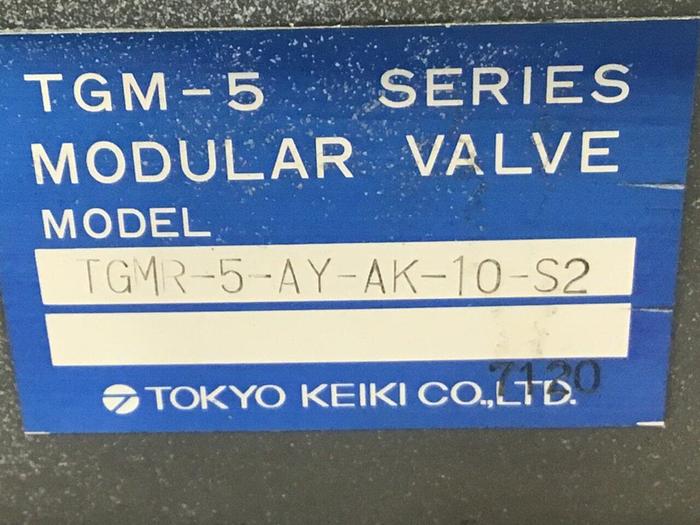 TGM-5 SERIES
MODULAR VALVE
MODEL
TGMR-5-AY-AK-10-S2
7120
TOKYO KEIKI CO., LTD.